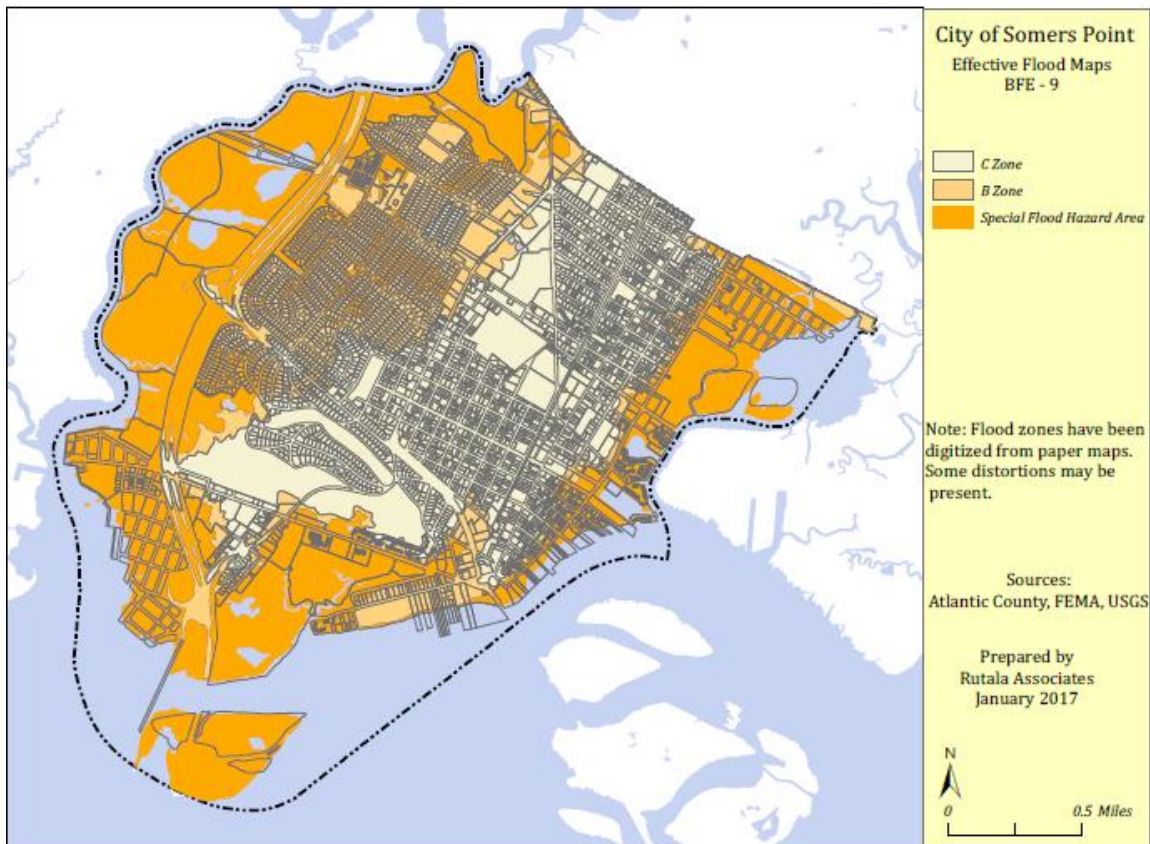 City of Somers Point
Effective Flood Maps
BFE - 9
C Zone
B Zone
Special Flood Hazard Area
Note: Flood zones have been
digitized from paper maps.
Some distortions may be
present.
Sources:
Atlantic County, FEMA, USGS
Prepared by
Rutala Associates
January 2017
N
0 0.5 Miles